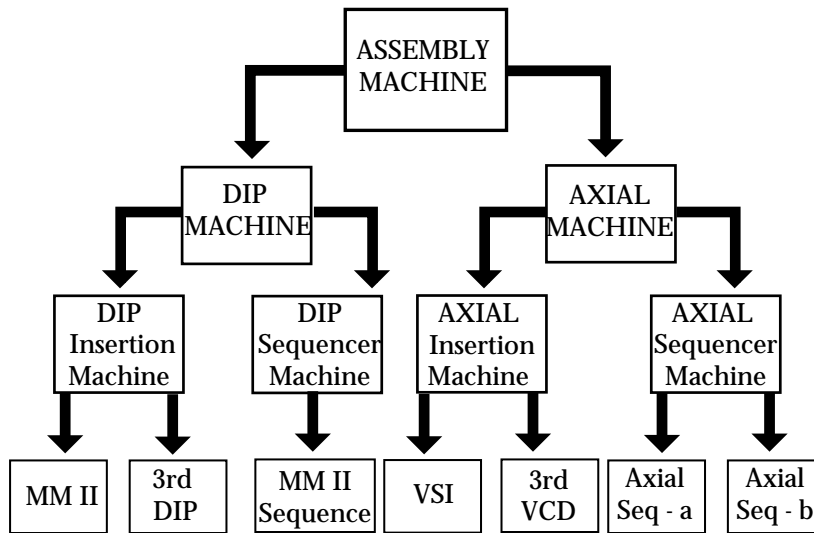 ASSEMBLY
MACHINE
DIP
MACHINE
AXIAL
MACHINE
DIP
Insertion
Machine
DIP
Sequencer
Machine
AXIAL
Insertion
Machine
AXIAL
Sequencer
Machine
MM II
3rd
DIP
MM II
Sequence
VSI
3rd
VCD
Axial
Seq - a
Axial
Seq - b